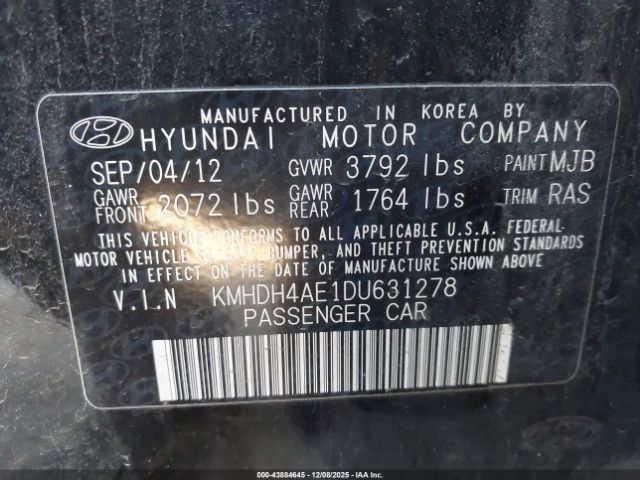 MANUFACTURED IN KOREA BY
HYUNDAI MOTOR COMPANY
SEP/04/12 GVWR 3792 lbs PAINT MJB
GAWR FRONT 2072 lbs GAWR REAR 1764 lbs TRIM RAS
THIS VEHICLE CONFORMS TO ALL APPLICABLE U.S.A. FEDERAL
MOTOR VEHICLE SAFETY, BUMPER, AND THEFT PREVENTION STANDARDS
IN EFFECT ON THE DATE OF MANUFACTURE SHOWN ABOVE.
V.I.N KMHDH4AE1DU631278
PASSENGER CAR
000-43884645 | 12/08/2025 - IAA Inc. - Copart